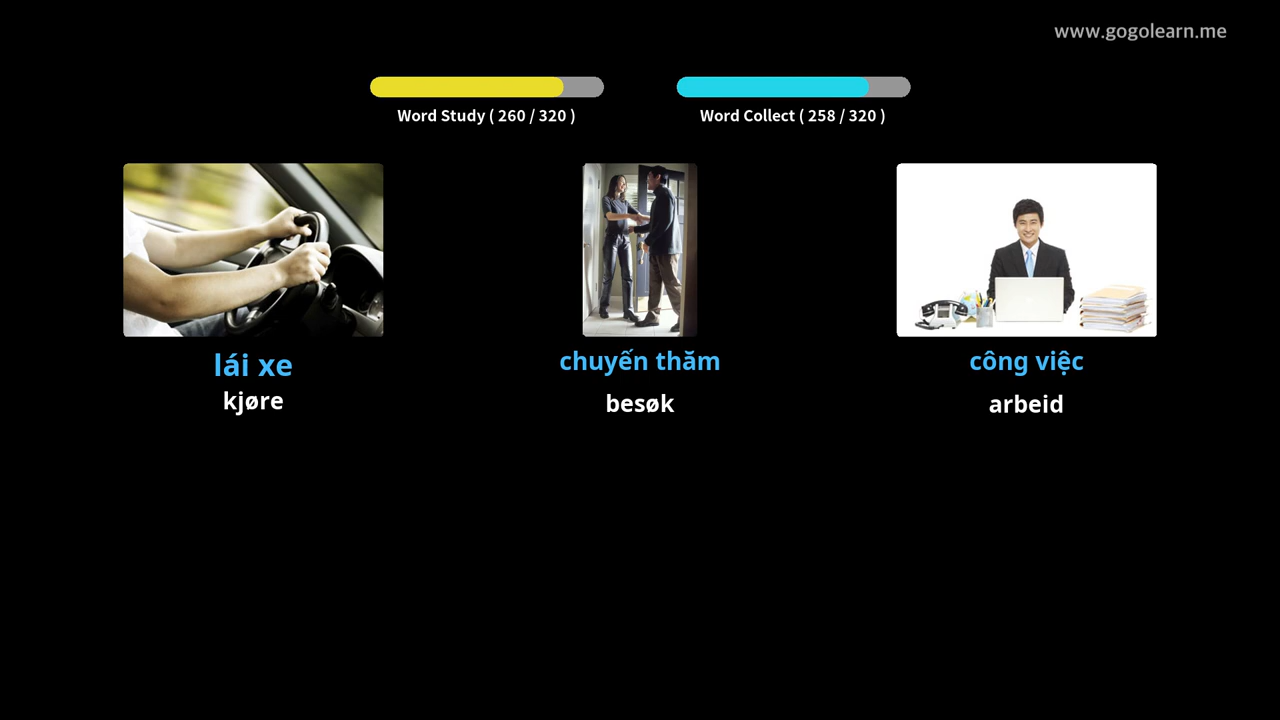 www.gogolearn.me
Word Study ( 260 / 320 )
Word Collect ( 258 / 320 )
lái xe
kjøre
chuyến thăm
besøk
công việc
arbeid